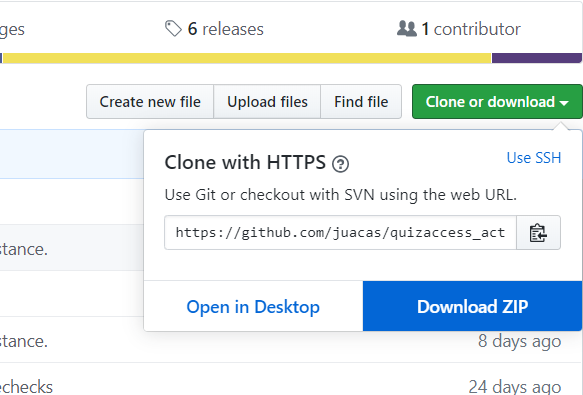 6 releases
1 contributor
Create new file
Upload files
Find file
Clone or download
Clone with HTTPS
Use SSH
Use Git or checkout with SVN using the web URL.
https://github.com/juacas/quizaccess_act
stance.
Open in Desktop
Download ZIP
stance.
8 days ago
echecks
24 days ago